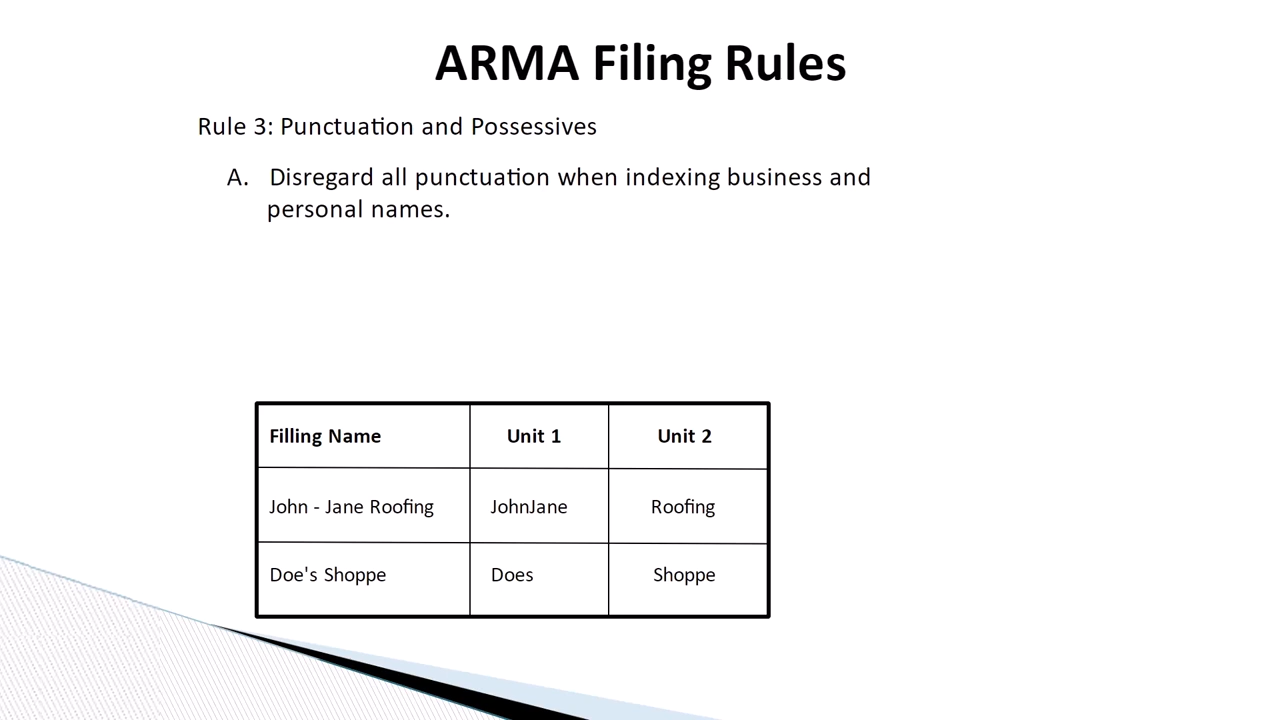 ARMA Filing Rules
Rule 3: Punctuation and Possessives
A. Disregard all punctuation when indexing business and
personal names.
Filling Name Unit 1 Unit 2
John - Jane Roofing JohnJane Roofing
Doe's Shoppe Does Shoppe